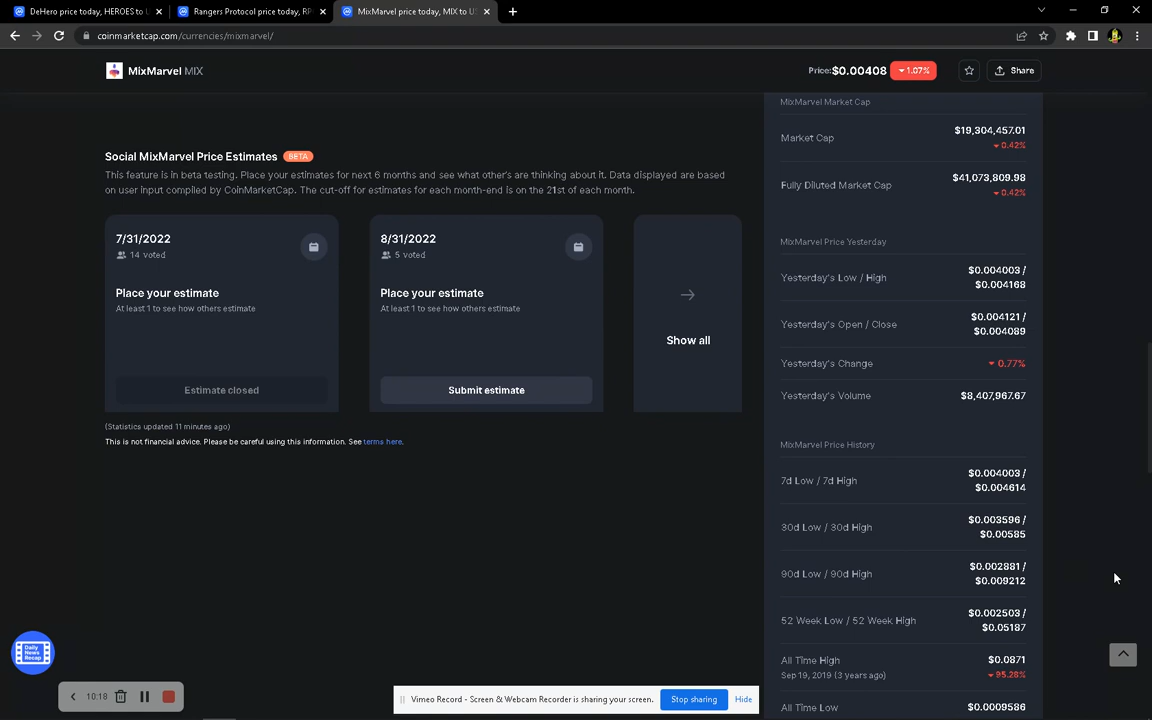 DeHero price today, HEROES to U
Rangers Protocol price today, RP
MixMarvel price today, MIX to U
coinmarketcap.com/currencies/mixmarvel/
MixMarvel MIX
Price: $0.00408 1.07%
Share
MixMarvel Market Cap
Market Cap
$19,304,457.01
0.42%
Fully Diluted Market Cap
$41,073,809.98
0.42%
Social MixMarvel Price Estimates BETA
This feature is in beta testing. Place your estimates for next 6 months and see what other's are thinking about it. Data displayed are based
on user input compiled by CoinMarketCap. The cut-off for estimates for each month-end is on the 21st of each month.
7/31/2022
14 voted
Place your estimate
At least 1 to see how others estimate
Estimate closed
8/31/2022
5 voted
Place your estimate
At least 1 to see how others estimate
Submit estimate
Show all
(Statistics updated 11 minutes ago)
This is not financial advice. Please be careful using this information. See terms here.
MixMarvel Price Yesterday
Yesterday's Low / High
$0.004003 /
$0.004168
Yesterday's Open / Close
$0.004121 /
$0.004089
Yesterday's Change
0.77%
Yesterday's Volume
$8,407,967.67
MixMarvel Price History
7d Low / 7d High
$0.004003 /
$0.004614
30d Low / 30d High
$0.003596 /
$0.00585
90d Low / 90d High
$0.002881 /
$0.009212
52 Week Low / 52 Week High
$0.002503 /
$0.05187
All Time High
$0.0871
Sep 19, 2019 (3 years ago)
95.28%
All Time Low
$0.0009586
Daily
News
Recap
10:18
Vimeo Record - Screen & Webcam Recorder is sharing your screen.
Stop sharing
Hide